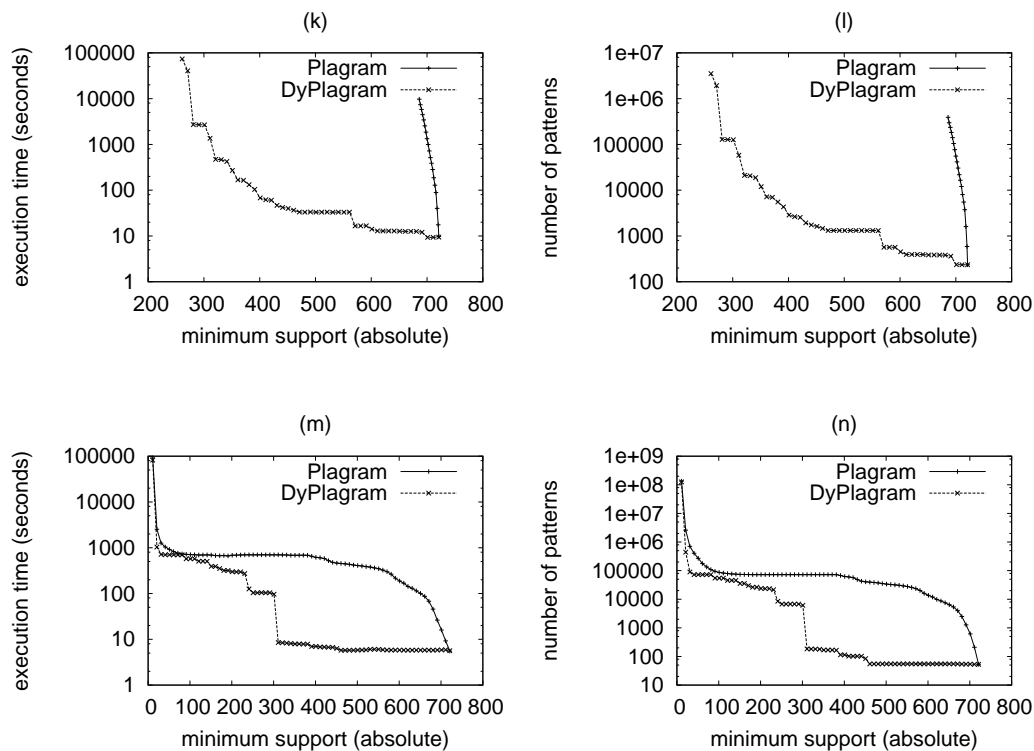 (k)
execution time (seconds)
100000
10000
1000
100
10
1
Plagram
DyPlagram
200 300 400 500 600 700 800
minimum support (absolute)
(l)
number of patterns
1e+07
1e+06
100000
10000
1000
100
Plagram
DyPlagram
200 300 400 500 600 700 800
minimum support (absolute)
(m)
execution time (seconds)
100000
10000
1000
100
10
1
Plagram
DyPlagram
0 100 200 300 400 500 600 700 800
minimum support (absolute)
(n)
number of patterns
1e+09
1e+08
1e+07
1e+06
100000
10000
1000
100
10
Plagram
DyPlagram
0 100 200 300 400 500 600 700 800
minimum support (absolute)